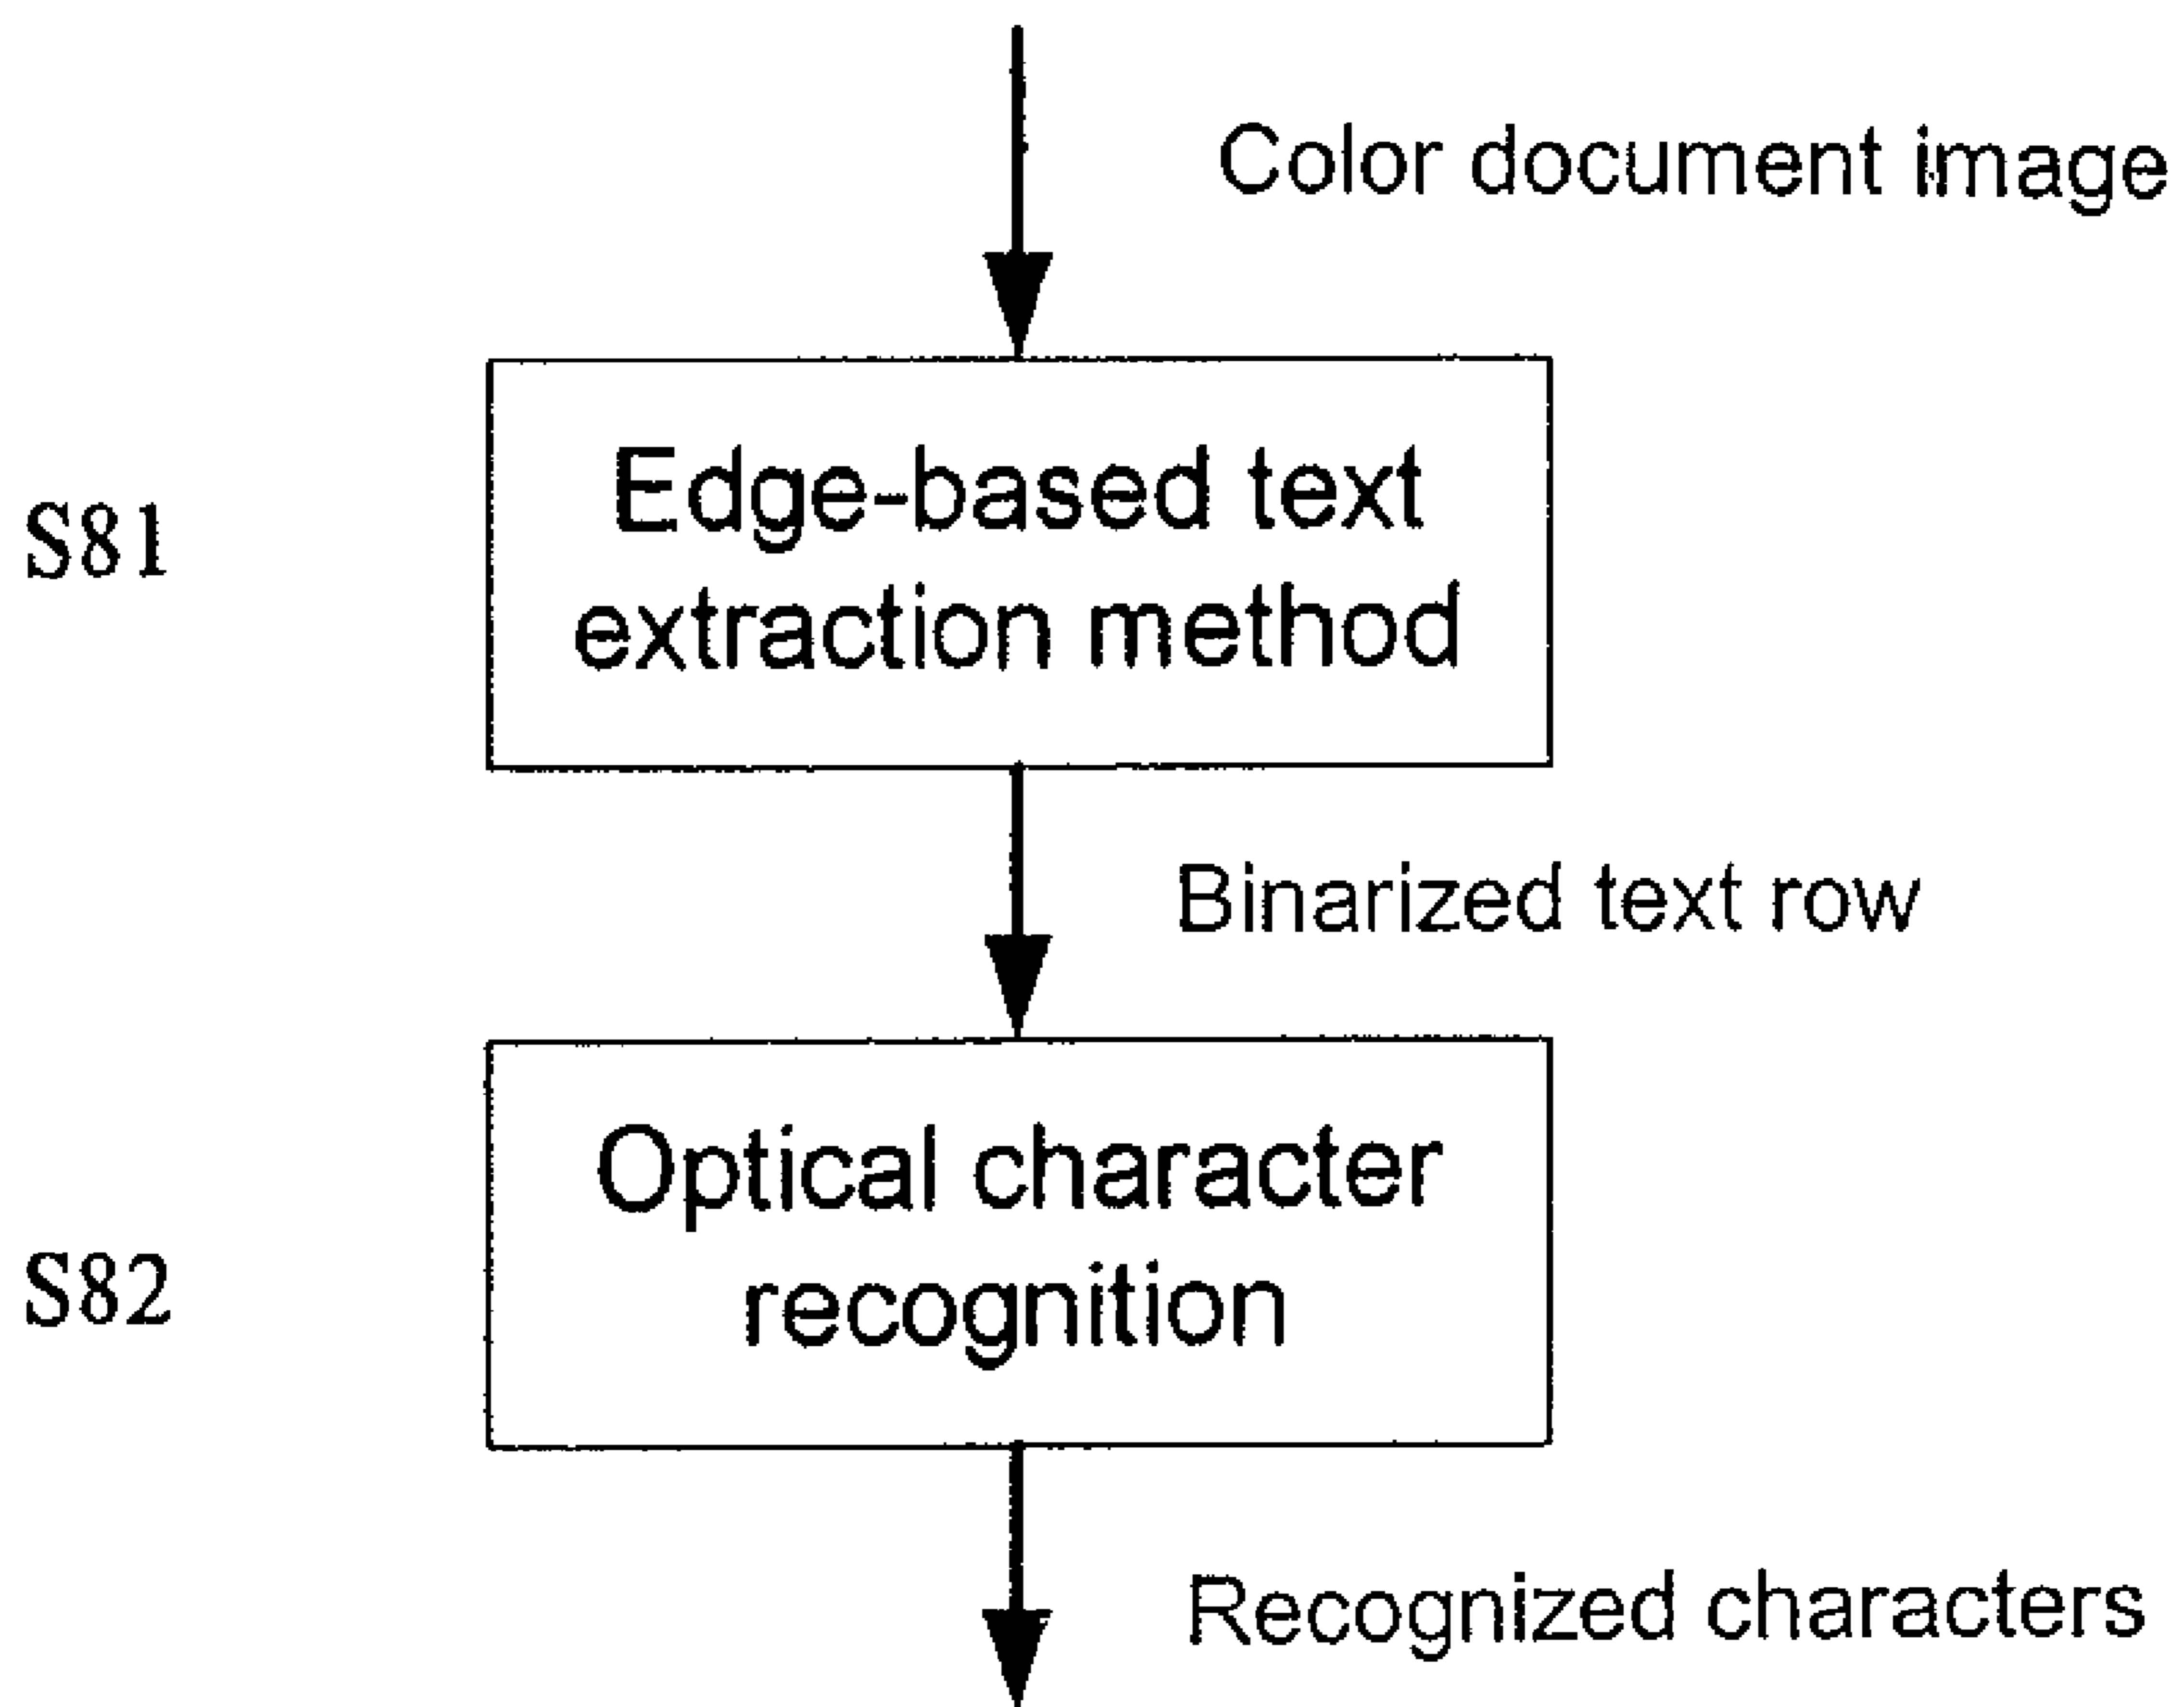 Color document image
S81
Edge-based text
extraction method
Binarized text row
S82
Optical character
recognition
Recognized characters